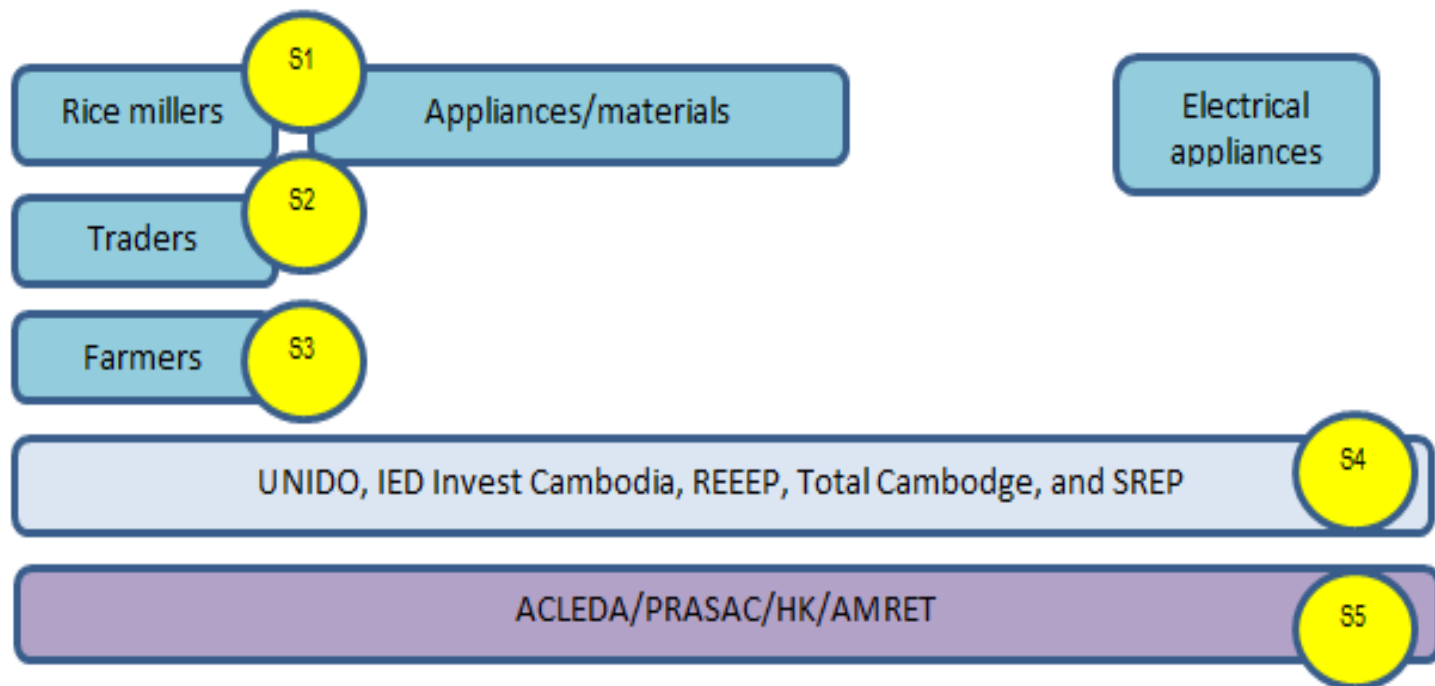 S1
Rice millers
Appliances/materials
Electrical
appliances
S2
Traders
Farmers
S3
UNIDO, IED Invest Cambodia, REEEP, Total Cambodge, and SREP
S4
ACLEDA/PRASAC/HK/AMRET
S5